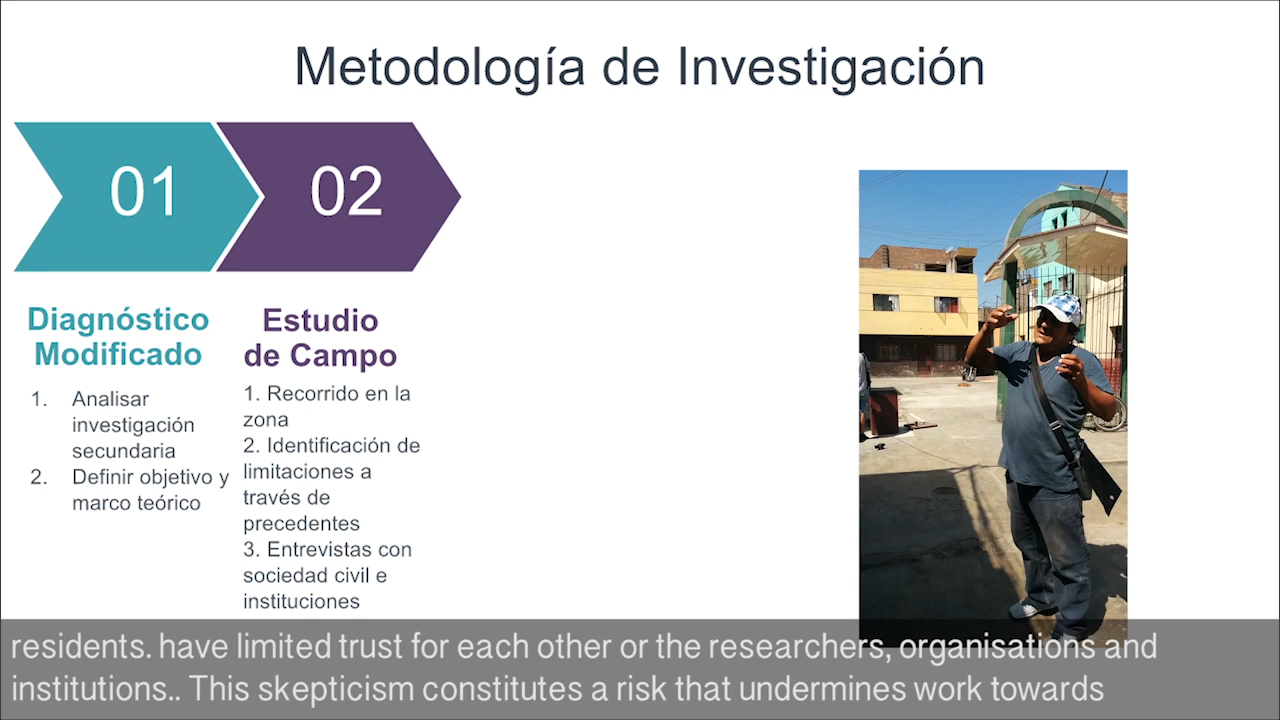 Metodología de Investigación
01
02
Diagnóstico
Modificado
1. Analisar
investigación
secundaria
2. Definir objetivo y
marco teórico
Estudio
de Campo
1. Recorrido en la
zona
2. Identificación de
limitaciones a
través de
precedentes
3. Entrevistas con
sociedad civil e
instituciones
residents. have limited trust for each other or the researchers, organisations and
institutions.. This skepticism constitutes a risk that undermines work towards